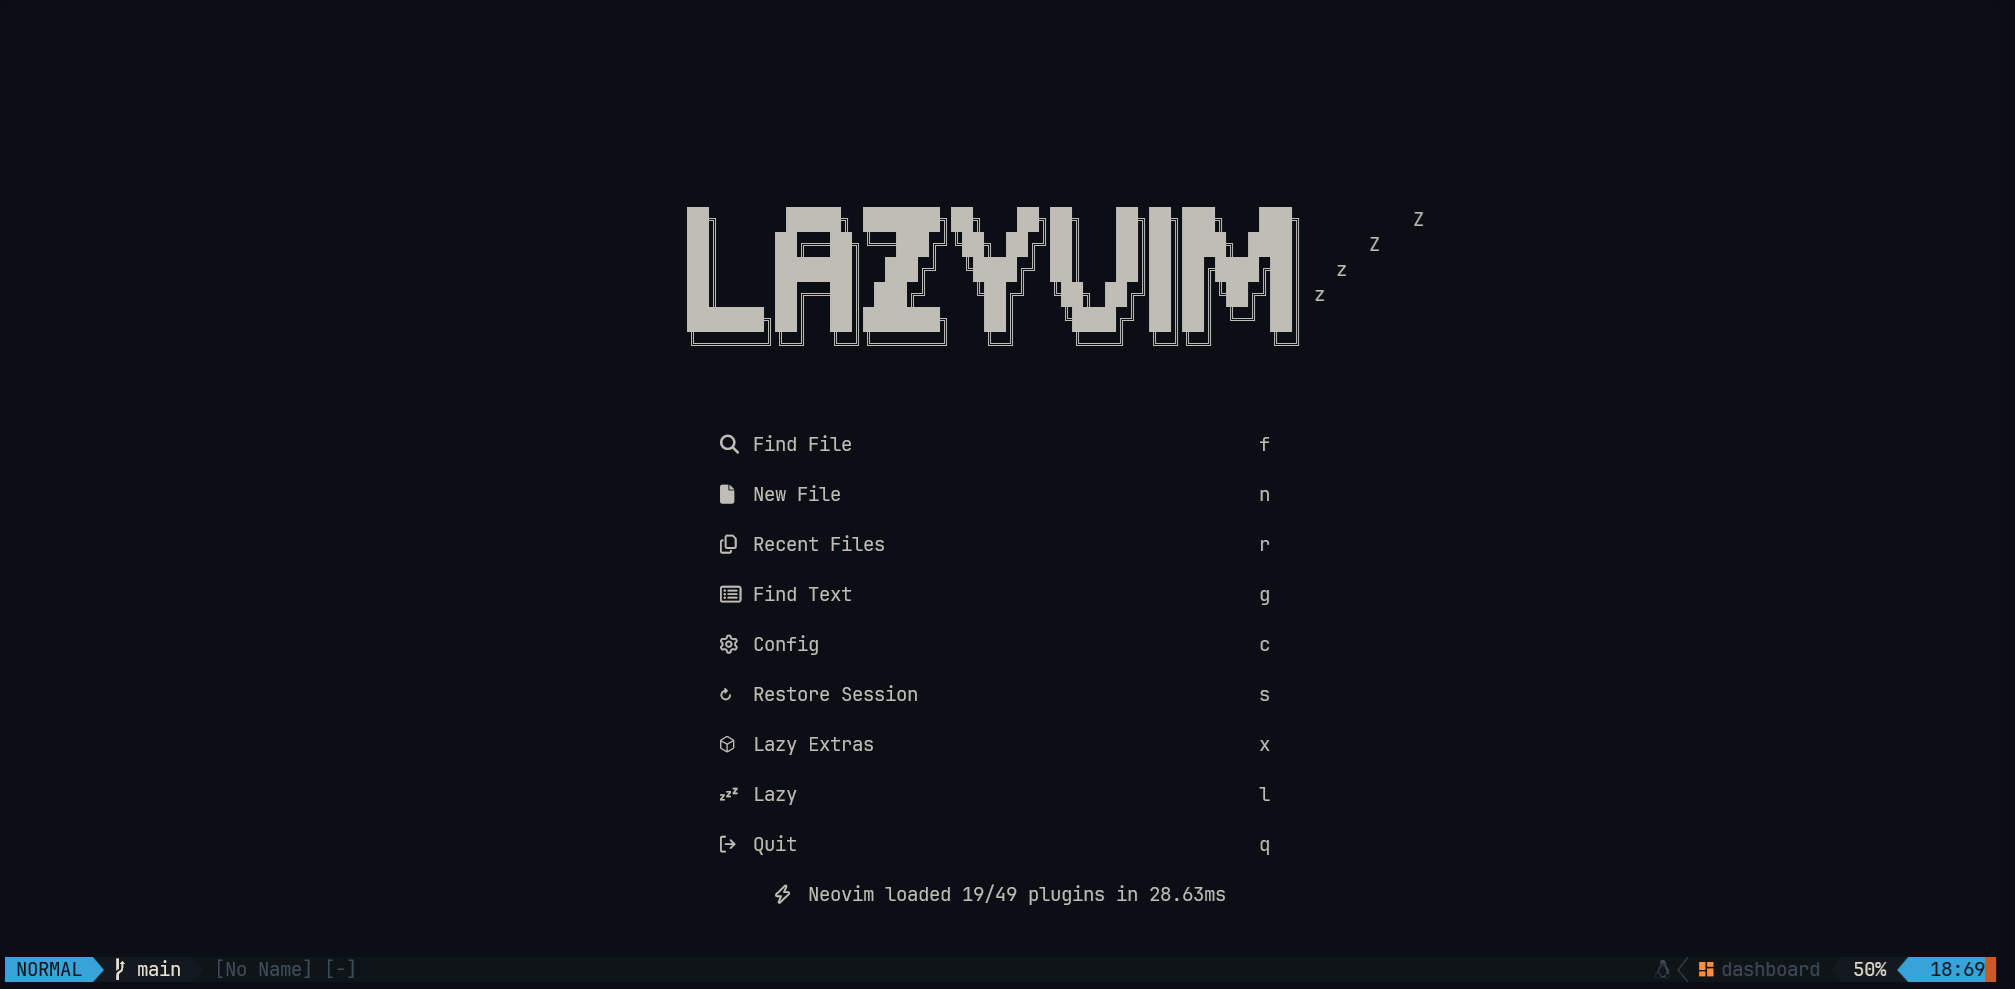 LAZYVIM
Z
Z
z
z
Find File f
New File n
Recent Files r
Find Text g
Config c
Restore Session s
Lazy Extras x
Lazy l
Quit q
Neovim loaded 19/49 plugins in 28.63ms
NORMAL main [No Name] [-] dashboard 50% 18:69